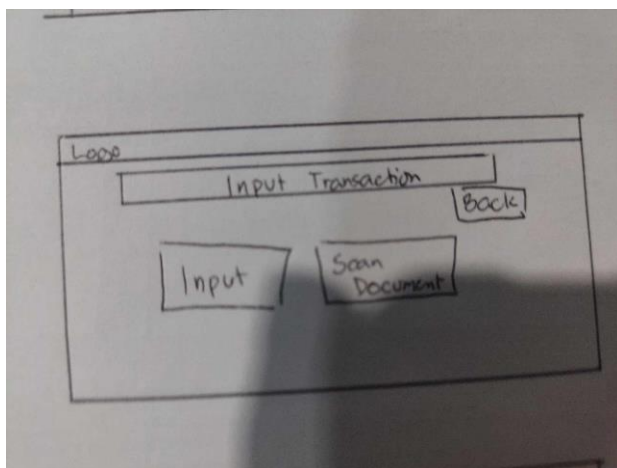 Logo
Input Transaction
Back
Input
Scan
Document